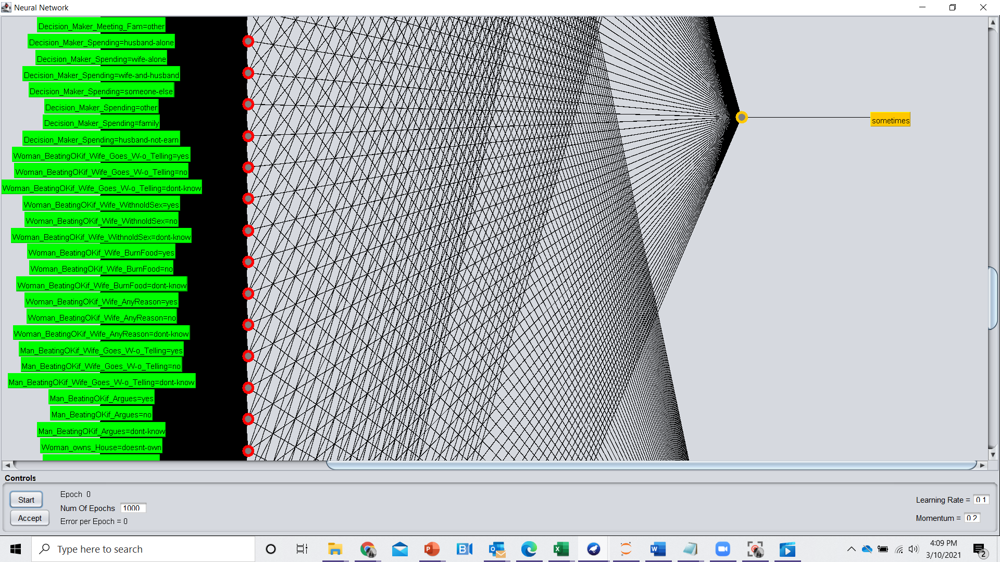 Neural Network
Decision_Maker_Meeting_Fam=other
Decision_Maker_Spending=husband-alone
Decision_Maker_Spending=wife-alone
Decision_Maker_Spending=wife-and-husband
Decision_Maker_Spending=someone-else
Decision_Maker_Spending=other
Decision_Maker_Spending=family
Decision_Maker_Spending=husband-not-earn
Woman_BeatingOKif_Wife_Goes_W-o_Telling=yes
Woman_BeatingOKif_Wife_Goes_W-o_Telling=no
Woman_BeatingOKif_Wife_Goes_W-o_Telling=dont-know
Woman_BeatingOKif_Wife_WithnoldSex=yes
Woman_BeatingOKif_Wife_WithnoldSex=no
Woman_BeatingOKif_Wife_WithnoldSex=dont-know
Woman_BeatingOKif_Wife_BurnFood=yes
Woman_BeatingOKif_Wife_BurnFood=no
Woman_BeatingOKif_Wife_BurnFood=dont-know
Woman_BeatingOKif_Wife_AnyReason=yes
Woman_BeatingOKif_Wife_AnyReason=no
Woman_BeatingOKif_Wife_AnyReason=dont-know
Man_BeatingOKif_Wife_Goes_W-o_Telling=yes
Man_BeatingOKif_Wife_Goes_W-o_Telling=no
Man_BeatingOKif_Wife_Goes_W-o_Telling=dont-know
Man_BeatingOKif_Argues=yes
Man_BeatingOKif_Argues=no
Man_BeatingOKif_Argues=dont-know
Woman_owns_House=doesnt-own
sometimes
Controls
Start
Accept
Epoch 0
Num Of Epochs 1000
Error per Epoch = 0
Learning Rate = 0.1
Momentum = 0.2
Type here to search
4:09 PM
3/10/2021
2